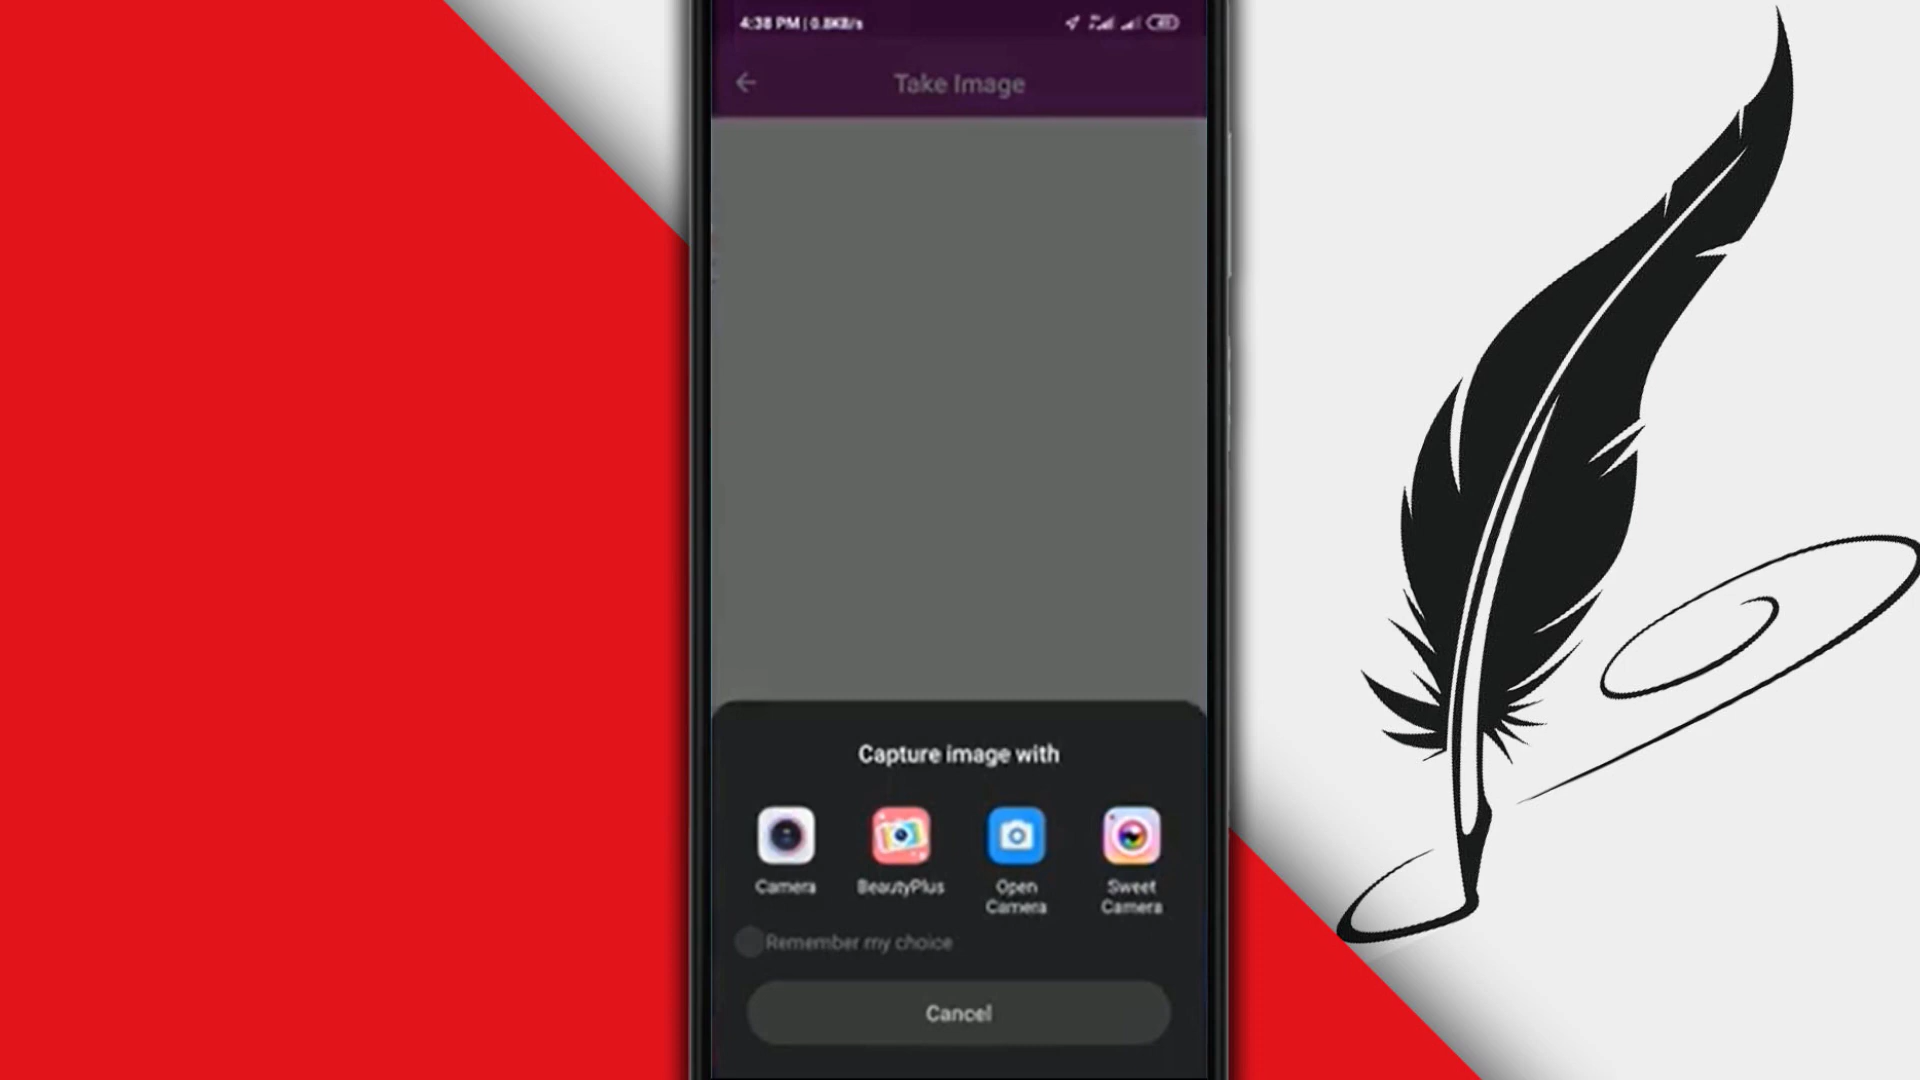 4:38 PM | 0.8KB/s
Take Image
Capture image with
Camera
BeautyPlus
Open
Camera
Sweet
Camera
Remember my choice
Cancel